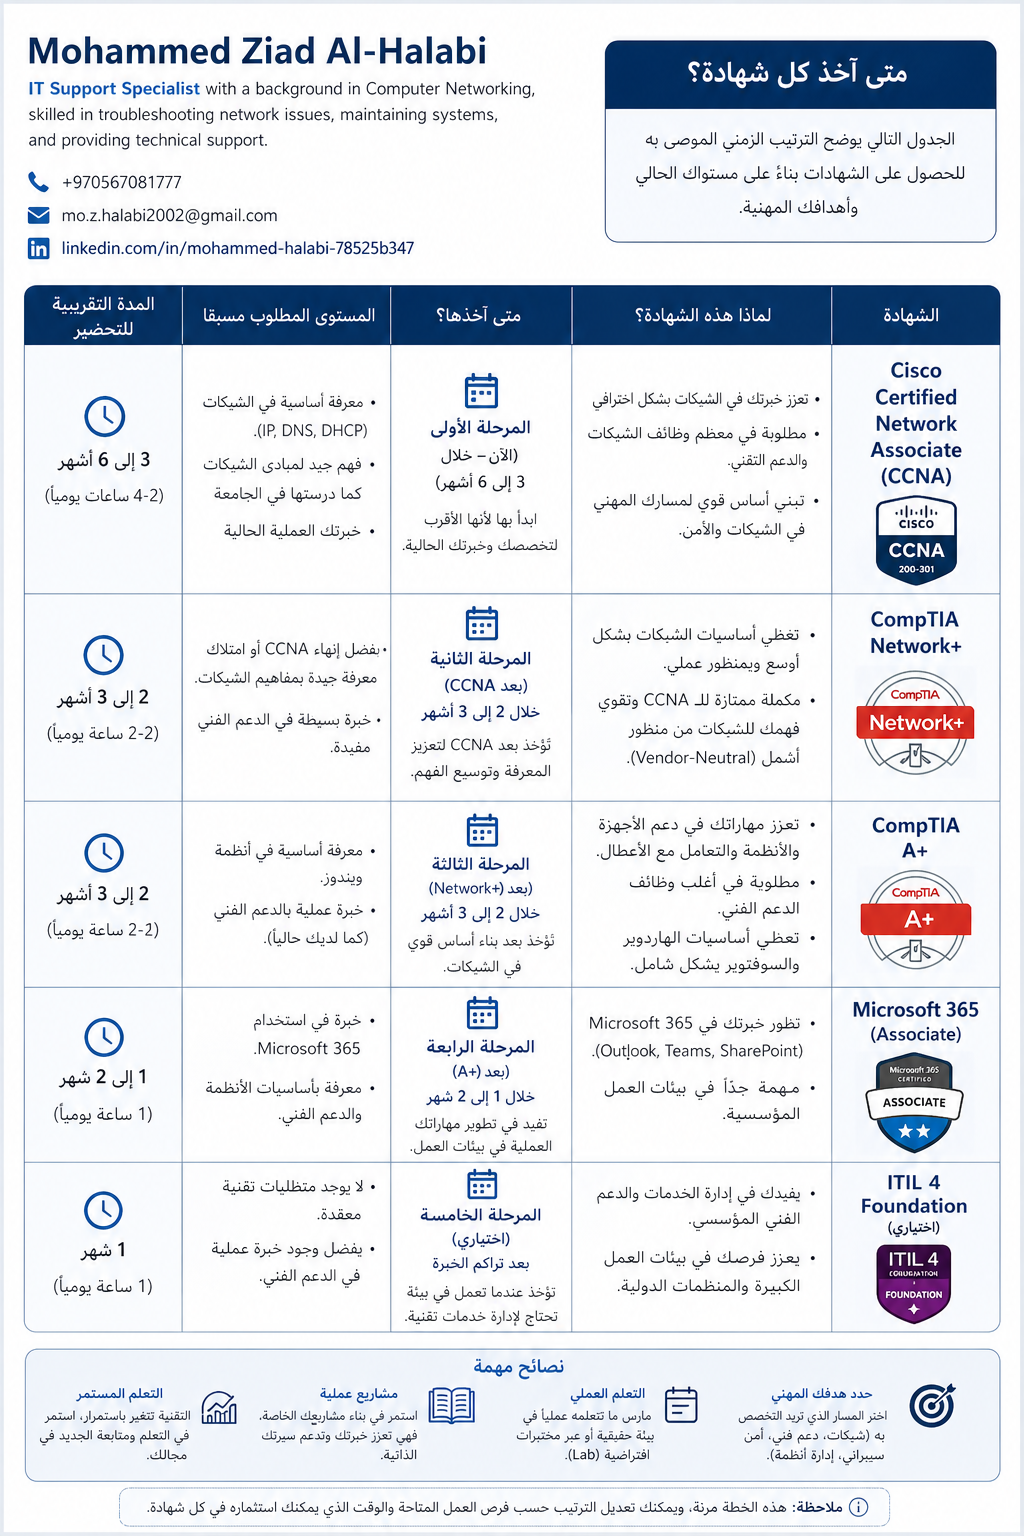 Mohammed Ziad Al-Halabi
IT Support Specialist with a background in Computer Networking,
skilled in troubleshooting network issues, maintaining systems,
and providing technical support.
+970567081777
mo.z.halabi2002@gmail.com
linkedin.com/in/mohammed-halabi-78525b347
متى آخذ كل شهادة؟
الجدول التالي يوضح الترتيب الزمني الموصى به
للحصول على الشهادات بناءً على مستواك الحالي
وأهدافك المهنية.
الشهادة
لماذا هذه الشهادة؟
متى آخذها؟
المستوى المطلوب مسبقا
المدة التقريبية
للتحضير
Cisco
Certified
Network
Associate
(CCNA)
CISCO
CCNA
200-301
• تعزز خبرتك في الشبكات بشكل احترافي
• مطلوبة في معظم وظائف الشبكات
والدعم التقني.
• تبني أساس قوي لمسارك المهني
في الشبكات والأمن.
المرحلة الأولى
(الآن – خلال
3 إلى 6 أشهر)
ابدأ بها لأنها الأقرب
لتخصصك وخبرتك الحالية.
• معرفة أساسية في الشبكات
(IP, DNS, DHCP).
• فهم جيد لمبادئ الشبكات
كما درستها في الجامعة
• خبرتك العملية الحالية
3 إلى 6 أشهر
(2-4 ساعات يومياً)
CompTIA
Network+
CompTIA
Network+
• تغطي أساسيات الشبكات بشكل
أوسع وبمنظور عملي.
• مكملة ممتازة للـ CCNA وتقوي
فهمك للشبكات من منظور
أشمل (Vendor-Neutral).
المرحلة الثانية
(بعد CCNA)
خلال 2 إلى 3 أشهر
تُؤخذ بعد CCNA لتعزيز
المعرفة وتوسيع الفهم.
• يفضل إنهاء CCNA أو امتلاك
معرفة جيدة بمفاهيم الشبكات.
• خبرة بسيطة في الدعم الفني
مفيدة.
2 إلى 3 أشهر
(2-2 ساعة يومياً)
CompTIA
A+
CompTIA
A+
• تعزز مهاراتك في دعم الأجهزة
والأنظمة والتعامل مع الأعطال.
• مطلوبة في أغلب وظائف
الدعم الفني.
• تعطي أساسيات الهاردوير
والسوفتوير بشكل شامل.
المرحلة الثالثة
(بعد Network+)
خلال 2 إلى 3 أشهر
تُؤخذ بعد بناء أساس قوي
في الشبكات.
• معرفة أساسية في أنظمة
ويندوز.
• خبرة عملية بالدعم الفني
(كما لديك حالياً).
2 إلى 3 أشهر
(2-2 ساعة يومياً)
Microsoft 365
(Associate)
Microsoft 365
CERTIFIED
ASSOCIATE
• تطور خبرتك في Microsoft 365
(Outlook, Teams, SharePoint).
• مهمة جدًا في بيئات العمل
المؤسسية.
المرحلة الرابعة
(بعد A+)
خلال 1 إلى 2 شهر
تفيد في تطوير مهاراتك
العملية في بيئات العمل.
• خبرة في استخدام
Microsoft 365.
• معرفة بأساسيات الأنظمة
والدعم الفني.
1 إلى 2 شهر
(1 ساعة يومياً)
ITIL 4
Foundation
(اختياري)
ITIL 4
FOUNDATION
• يفيدك في إدارة الخدمات والدعم
الفني المؤسسي.
• يعزز فرصك في بيئات العمل
الكبيرة والمنظمات الدولية.
المرحلة الخامسة
(اختياري)
بعد تراكم الخبرة
تؤخذ عندما تعمل في بيئة
تحتاج لإدارة خدمات تقنية.
• لا يوجد متطلبات تقنية
معقدة.
• يفضل وجود خبرة عملية
في الدعم الفني.
1 شهر
(1 ساعة يومياً)
نصائح مهمة
حدد هدفك المهني
اختر المسار الذي تريد التخصص
به (شبكات، دعم فني، أمن
سيبراني، إدارة أنظمة).
التعلم العملي
مارس ما تتعلمه عملياً في
بيئة حقيقية أو عبر مختبرات
افتراضية (Lab).
مشاريع عملية
استمر في بناء مشاريعك الخاصة.
فهي تعزز خبرتك وتدعم سيرتك
الذاتية.
التعلم المستمر
التقنية تتغير باستمرار، استمر
في التعلم ومتابعة الجديد في
مجالك.
ملاحظة: هذه الخطة مرنة، ويمكنك تعديل الترتيب حسب فرص العمل المتاحة والوقت الذي يمكنك استثماره في كل شهادة.